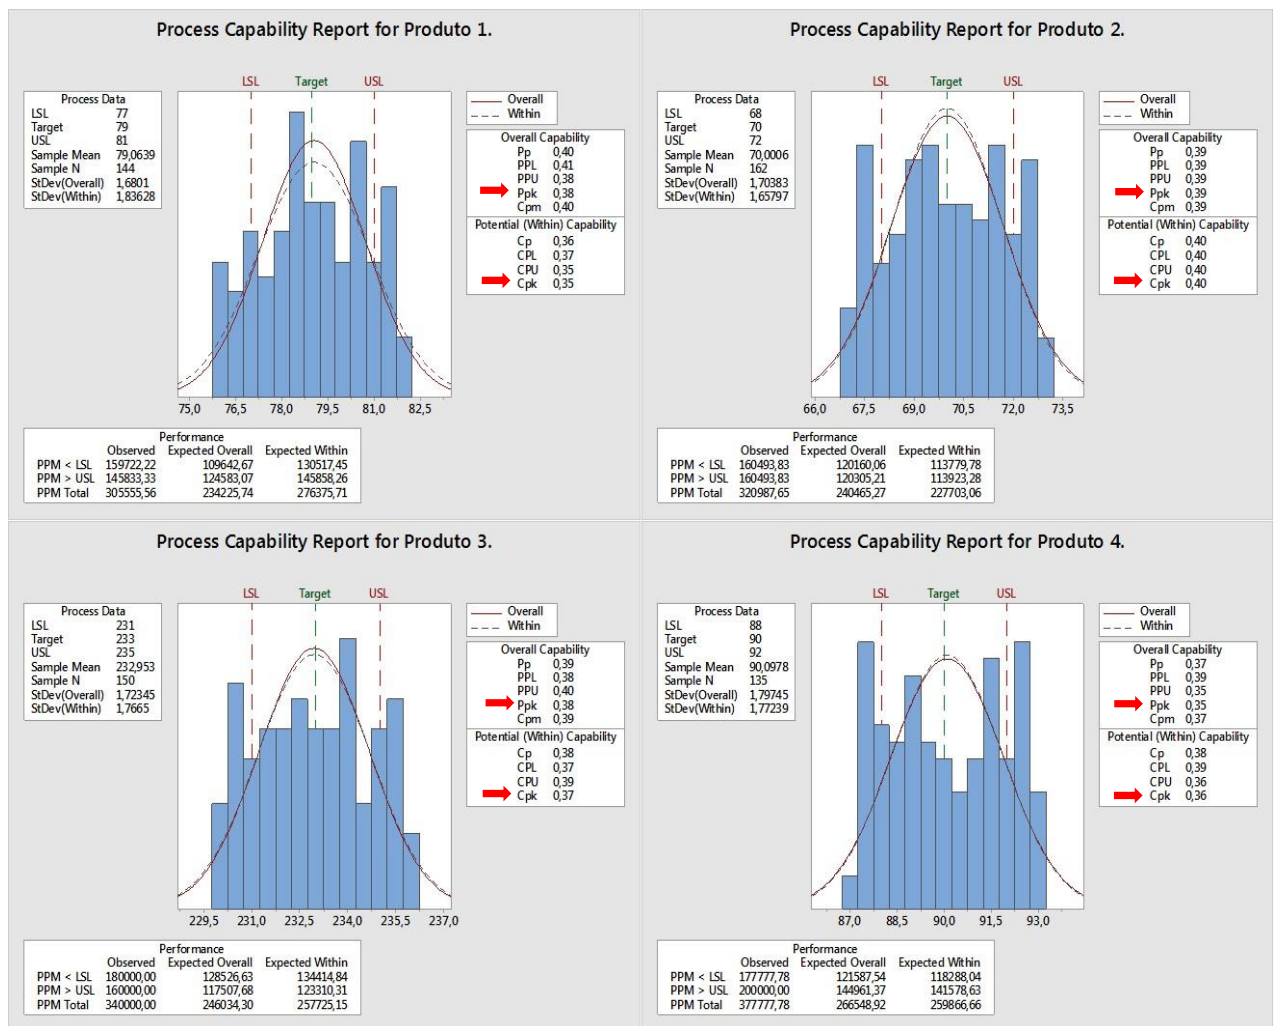 Process Capability Report for Produto 1.
LSL Target USL
Process Data
LSL 77
Target 79
USL 81
Sample Mean 79,0639
Sample N 144
StDev(Overall) 1,6801
StDev(Within) 1,83628
Overall
Within
Overall Capability
Pp 0,40
PPL 0,41
PPU 0,38
Ppk 0,38
Cpm 0,40
Potential (Within) Capability
Cp 0,36
CPL 0,37
CPU 0,35
Cpk 0,35
75,0 76,5 78,0 79,5 81,0 82,5
Performance
Observed Expected Overall Expected Within
PPM < LSL 159722,22 109642,67 130517,45
PPM > USL 145833,33 124583,07 145858,26
PPM Total 305555,56 234225,74 276375,71
Process Capability Report for Produto 2.
LSL Target USL
Process Data
LSL 68
Target 70
USL 72
Sample Mean 70,0006
Sample N 162
StDev(Overall) 1,70383
StDev(Within) 1,65797
Overall
Within
Overall Capability
Pp 0,39
PPL 0,39
PPU 0,39
Ppk 0,39
Cpm 0,39
Potential (Within) Capability
Cp 0,40
CPL 0,40
CPU 0,40
Cpk 0,40
66,0 67,5 69,0 70,5 72,0 73,5
Performance
Observed Expected Overall Expected Within
PPM < LSL 160493,83 120160,06 113779,78
PPM > USL 160493,83 120305,21 113923,28
PPM Total 320987,65 240465,27 227703,06
Process Capability Report for Produto 3.
LSL Target USL
Process Data
LSL 231
Target 233
USL 235
Sample Mean 232,953
Sample N 150
StDev(Overall) 1,72345
StDev(Within) 1,7665
Overall
Within
Overall Capability
Pp 0,39
PPL 0,38
PPU 0,40
Ppk 0,38
Cpm 0,39
Potential (Within) Capability
Cp 0,38
CPL 0,37
CPU 0,39
Cpk 0,37
229,5 231,0 232,5 234,0 235,5 237,0
Performance
Observed Expected Overall Expected Within
PPM < LSL 180000,00 128526,63 134414,84
PPM > USL 160000,00 117507,68 123310,31
PPM Total 340000,00 246034,30 257725,15
Process Capability Report for Produto 4.
LSL Target USL
Process Data
LSL 88
Target 90
USL 92
Sample Mean 90,0978
Sample N 135
StDev(Overall) 1,79745
StDev(Within) 1,77239
Overall
Within
Overall Capability
Pp 0,37
PPL 0,39
PPU 0,35
Ppk 0,35
Cpm 0,37
Potential (Within) Capability
Cp 0,38
CPL 0,39
CPU 0,36
Cpk 0,36
87,0 88,5 90,0 91,5 93,0
Performance
Observed Expected Overall Expected Within
PPM < LSL 177777,78 121587,54 118288,04
PPM > USL 200000,00 144961,37 141578,63
PPM Total 377777,78 266548,92 259866,66